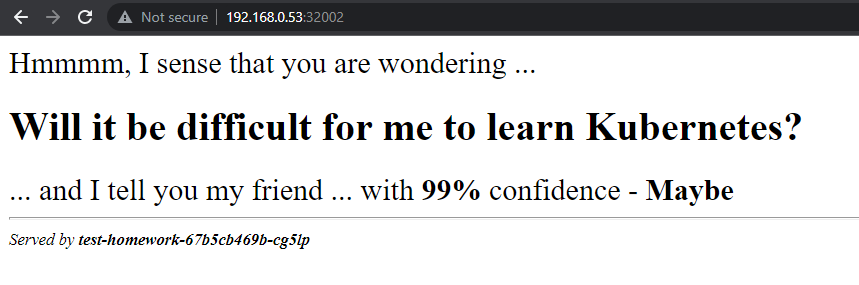 Not secure 192.168.0.53:32002
Hmmmm, I sense that you are wondering ...
Will it be difficult for me to learn Kubernetes?
... and I tell you my friend ... with 99% confidence - Maybe
Served by test-homework-67b5cb469b-cg5lp